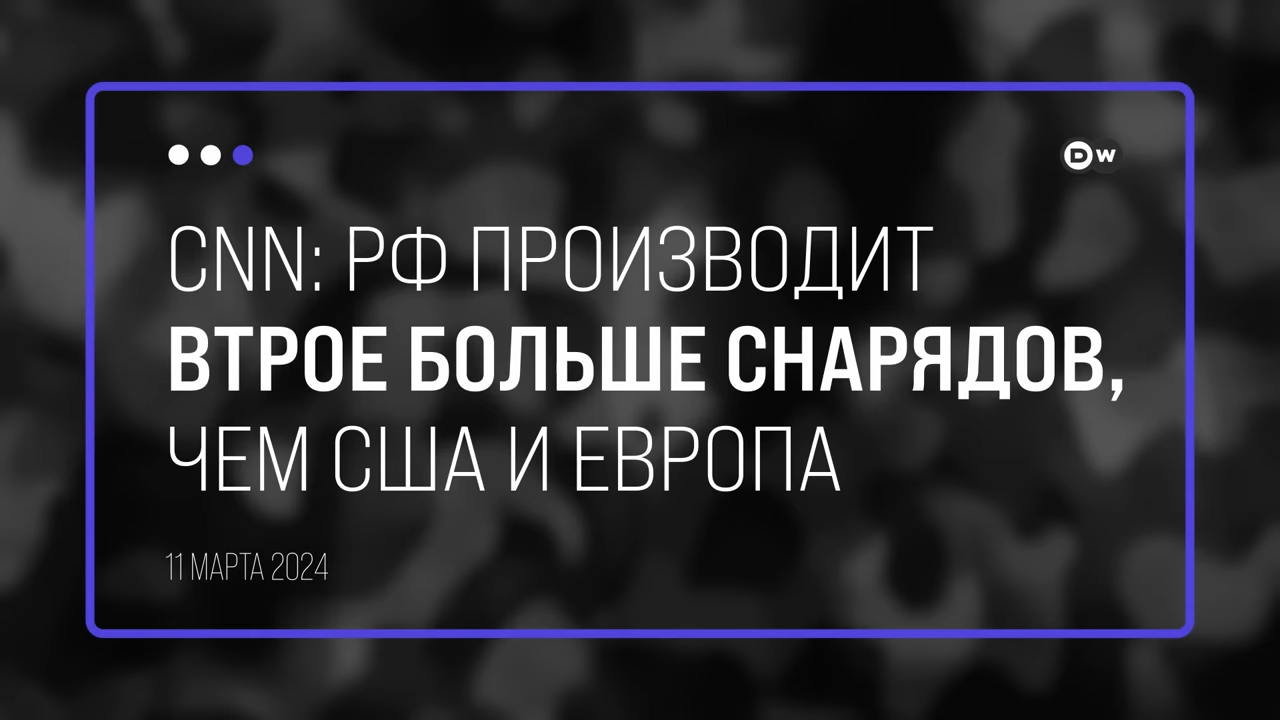 DW
CNN: РФ ПРОИЗВОДИТ
ВТРОЕ БОЛЬШЕ СНАРЯДОВ,
ЧЕМ США И ЕВРОПА
11 МАРТА 2024